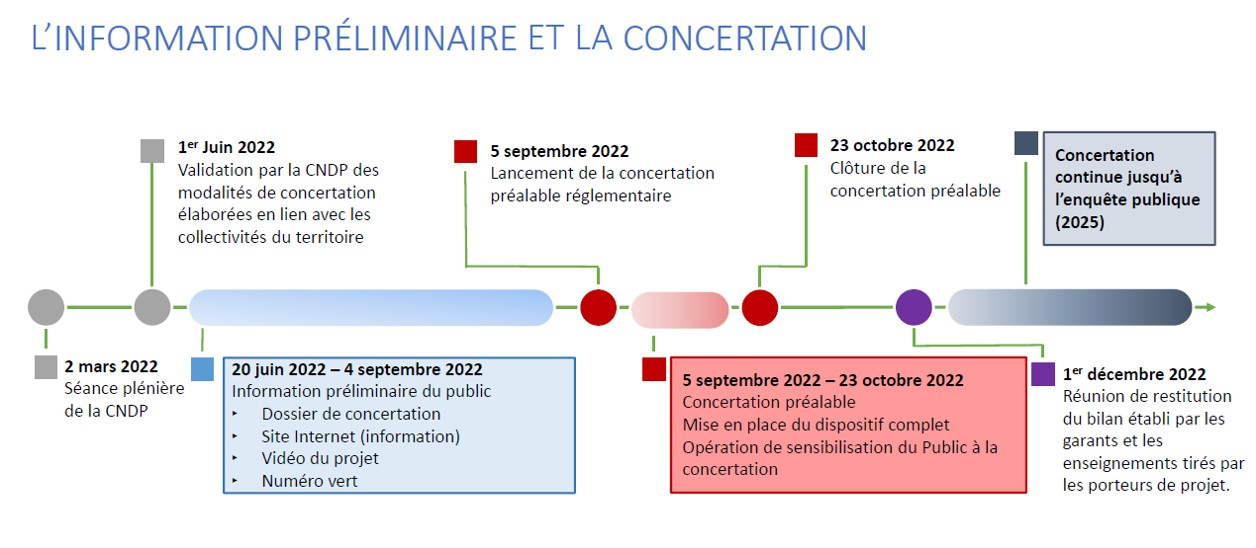 L’INFORMATION PRÉLIMINAIRE ET LA CONCERTATION
1er Juin 2022
Validation par la CNDP des
modalités de concertation
élaborées en lien avec les
collectivités du territoire
5 septembre 2022
Lancement de la concertation
préalable réglementaire
23 octobre 2022
Clôture de la
concertation préalable
Concertation
continue jusqu’à
l’enquête publique
(2025)
2 mars 2022
Séance plénière
de la CNDP
20 juin 2022 – 4 septembre 2022
Information préliminaire du public
‣ Dossier de concertation
‣ Site Internet (information)
‣ Vidéo du projet
‣ Numéro vert
5 septembre 2022 – 23 octobre 2022
Concertation préalable
Mise en place du dispositif complet
Opération de sensibilisation du Public à la
concertation
1er décembre 2022
Réunion de restitution
du bilan établi par les
garants et les
enseignements tirés par
les porteurs de projet.